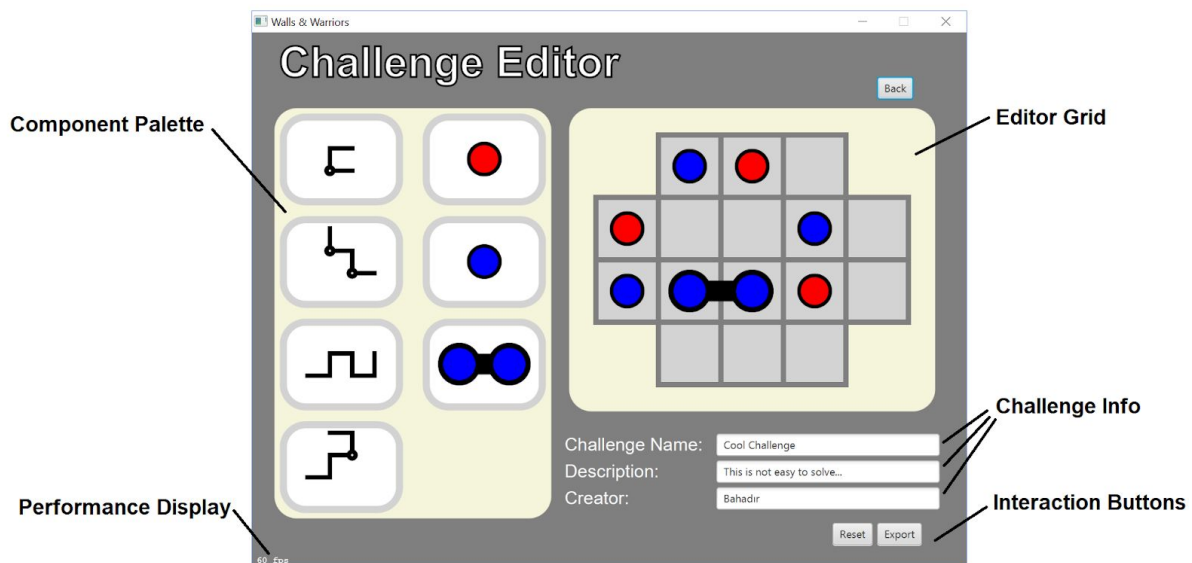 Walls & Warriors
Challenge Editor
Back
Component Palette
Editor Grid
Challenge Info
Challenge Name: Cool Challenge
Description: This is not easy to solve...
Creator: Bahadır
Performance Display
Interaction Buttons
Reset Export
60 Fps